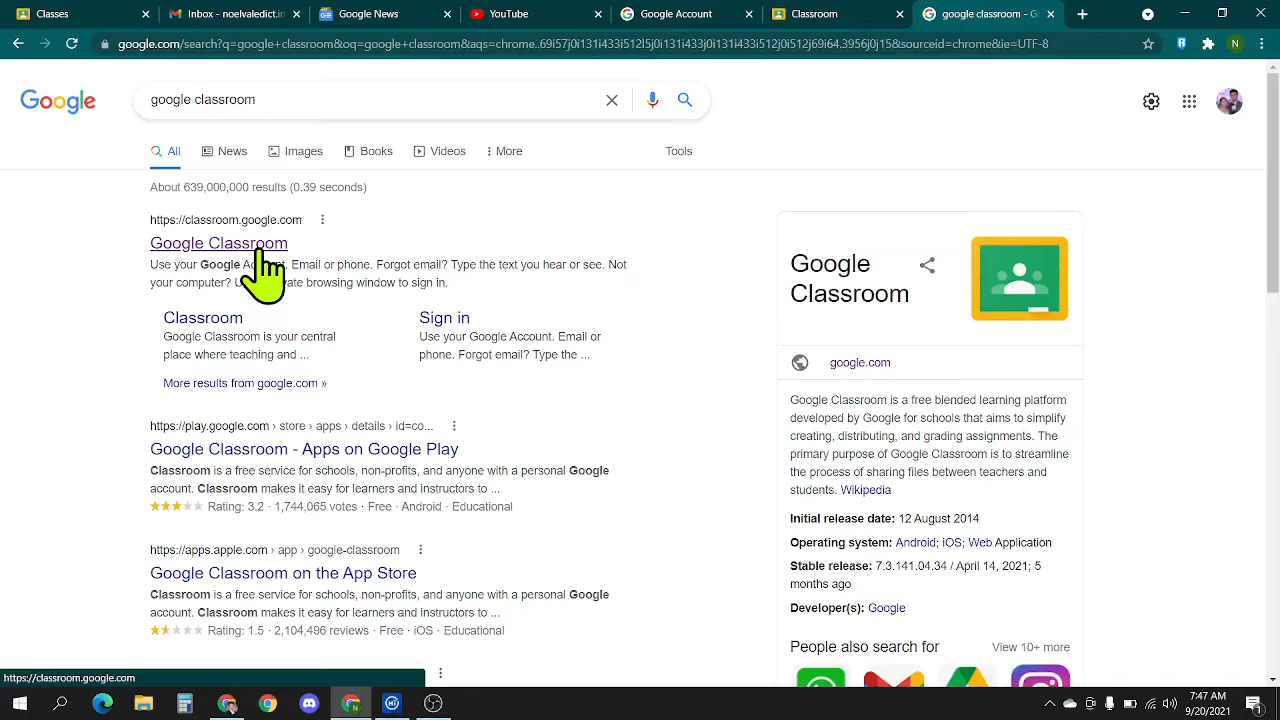 Classes
Inbox - noelvaledict.in
Google News
YouTube
Google Account
Classroom
google classroom - G
google.com/search?q=google+classroom&oq=google+classroom&aqs=chrome..69i57j0i131i433i512l5j0i131i433j0i131i433i512j0i512j69i64.3956j0j15&sourceid=chrome&ie=UTF-8
N
Google
google classroom
All
News
Images
Books
Videos
More
Tools
About 639,000,000 results (0.39 seconds)
https://classroom.google.com
Google Classroom
Use your Google Email or phone. Forgot email? Type the text you hear or see. Not
your computer? browsing window to sign in.
Classroom
Google Classroom is your central
place where teaching and ...
Sign in
Use your Google Account. Email or
phone. Forgot email? Type the ...
More results from google.com »
https://play.google.com › store › apps › details › id=co...
Google Classroom - Apps on Google Play
Classroom is a free service for schools, non-profits, and anyone with a personal Google
account. Classroom makes it easy for learners and instructors to ...
Rating: 3.2 · 1,744,065 votes · Free · Android · Educational
https://apps.apple.com › app › google-classroom
Google Classroom on the App Store
Classroom is a free service for schools, non-profits, and anyone with a personal Google
account. Classroom makes it easy for learners and instructors to ...
Rating: 1.5 · 2,104,496 reviews · Free · iOS · Educational
Google
Classroom
google.com
Google Classroom is a free blended learning platform
developed by Google for schools that aims to simplify
creating, distributing, and grading assignments. The
primary purpose of Google Classroom is to streamline
the process of sharing files between teachers and
students. Wikipedia
Initial release date: 12 August 2014
Operating system: Android; iOS; Web Application
Stable release: 7.3.141.04.34 / April 14, 2021; 5
months ago
Developer(s): Google
People also search for
View 10+ more
https://classroom.google.com
7:47 AM
9/20/2021